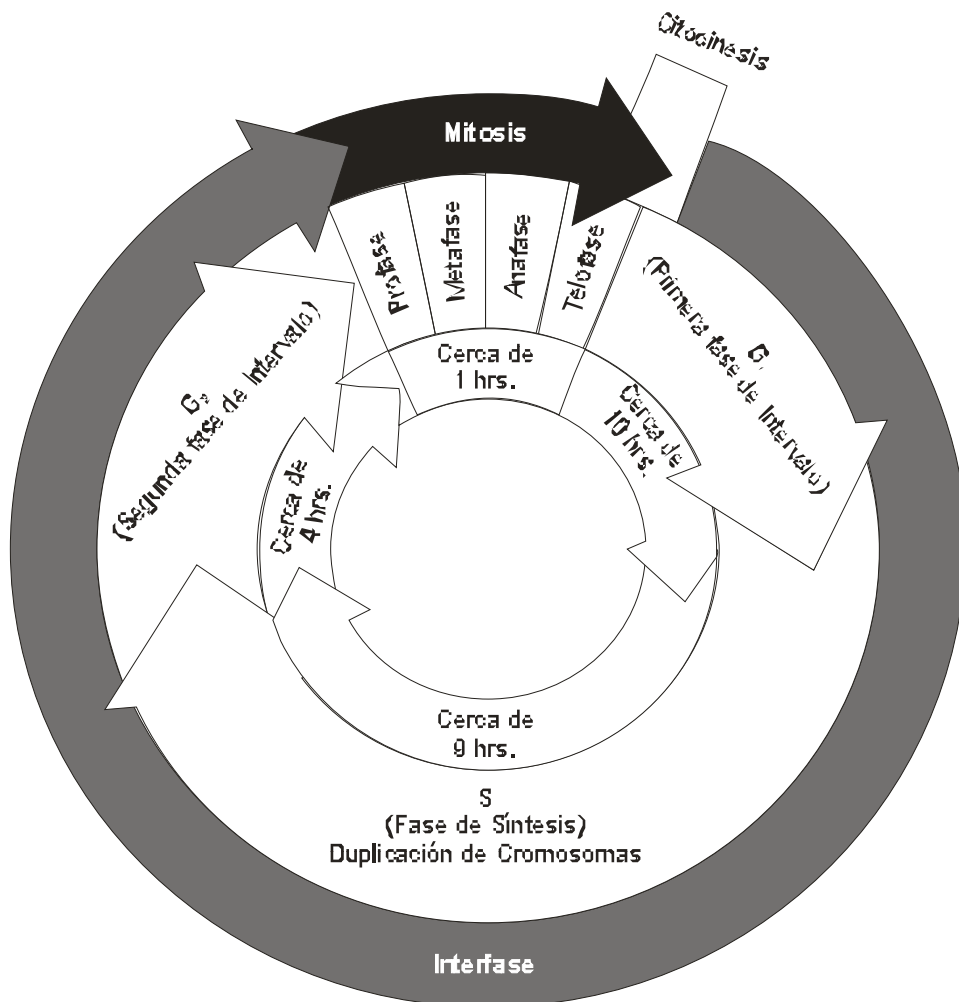 Citocinesis
Mitosis
Profase
Metafase
Anafase
Telofase
G₁
(Primera fase de Intervalo)
Cerca de
1 hrs.
Cerca de
10 hrs.
G₂
(Segunda fase de Intervalo)
Cerca de
4 hrs.
Cerca de
9 hrs.
S
(Fase de Síntesis)
Duplicación de Cromosomas
Interfase